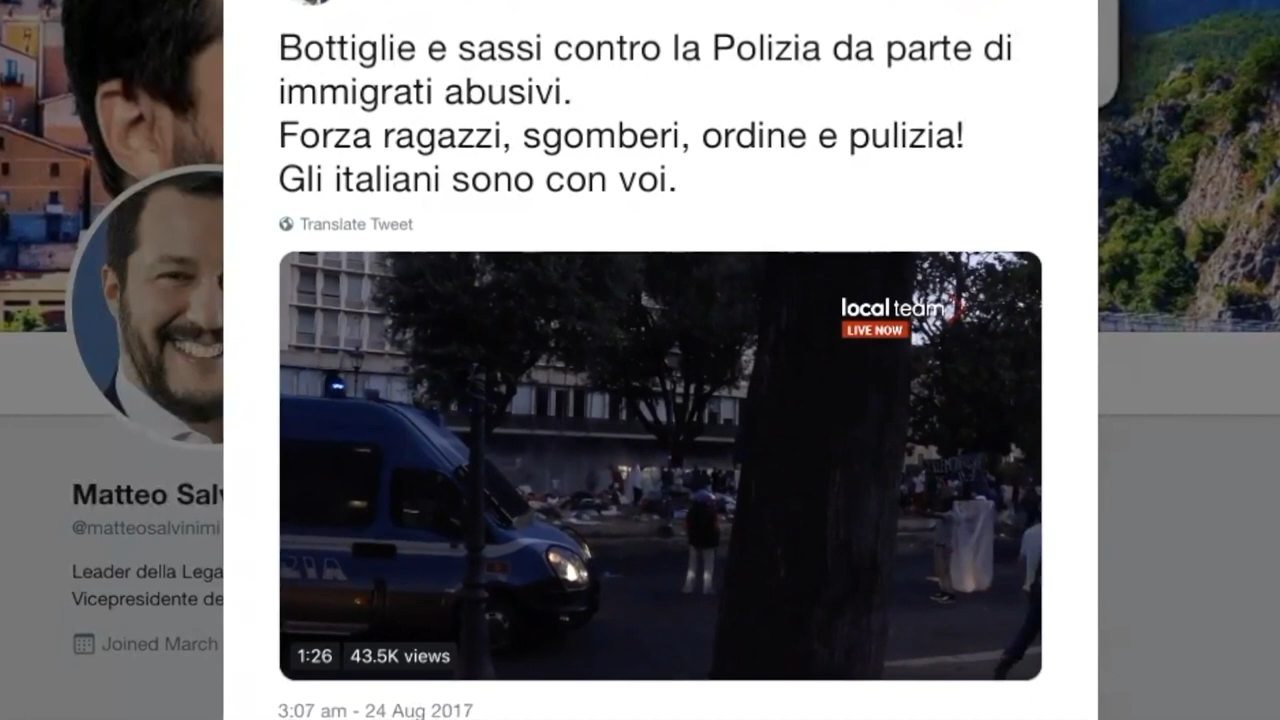 Bottiglie e sassi contro la Polizia da parte di
immigrati abusivi.
Forza ragazzi, sgomberi, ordine e pulizia!
Gli italiani sono con voi.
Translate Tweet
local team
LIVE NOW
1:26 43.5K views
3:07 am - 24 Aug 2017
Matteo Salv
@matteosalvinimi
Leader della Lega
Vicepresidente de
Joined March